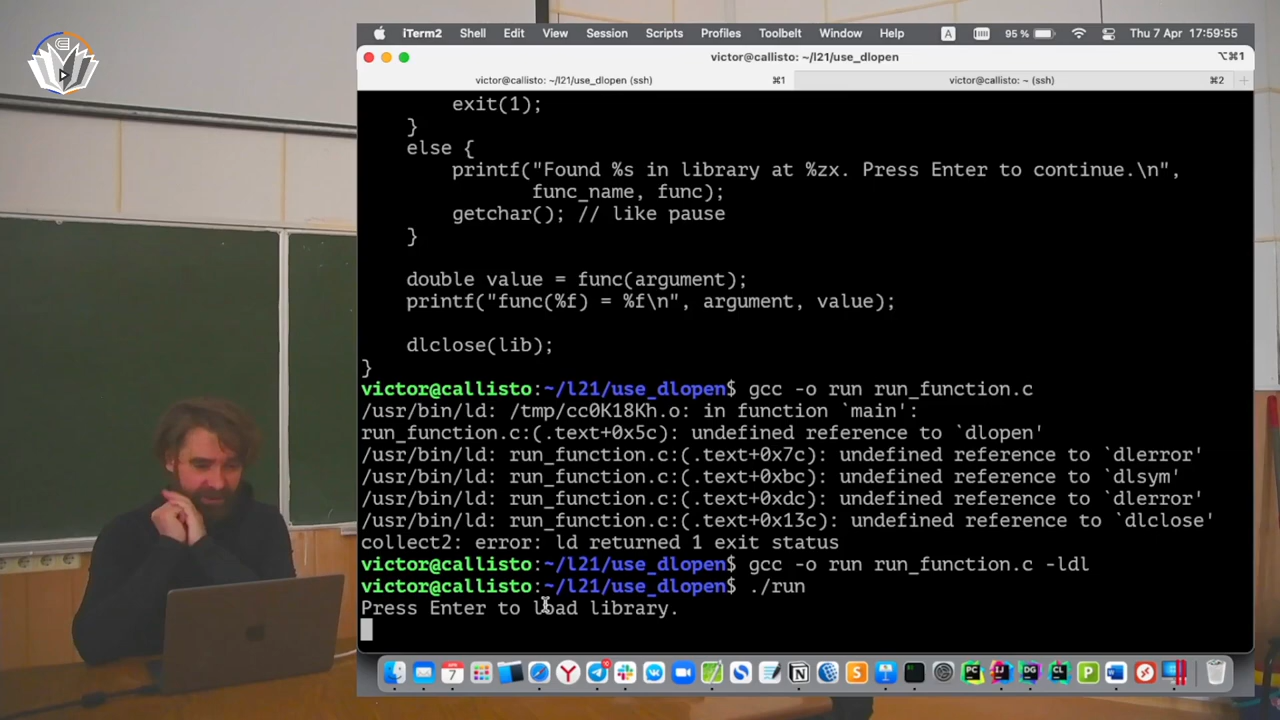 iTerm2 Shell Edit View Session Scripts Profiles Toolbelt Window Help A 95 % Thu 7 Apr 17:59:55
victor@callisto: ~/l21/use_dlopen ⌥⌘1
victor@callisto: ~/l21/use_dlopen (ssh) ⌘1 victor@callisto: ~ (ssh) ⌘2
exit(1);
}
else {
printf("Found %s in library at %zx. Press Enter to continue.\n",
func_name, func);
getchar(); // like pause
}
double value = func(argument);
printf("func(%f) = %f\n", argument, value);
dlclose(lib);
}
victor@callisto:~/l21/use_dlopen$ gcc -o run run_function.c
/usr/bin/ld: /tmp/cc0K18Kh.o: in function `main':
run_function.c:(.text+0x5c): undefined reference to `dlopen'
/usr/bin/ld: run_function.c:(.text+0x7c): undefined reference to `dlerror'
/usr/bin/ld: run_function.c:(.text+0xbc): undefined reference to `dlsym'
/usr/bin/ld: run_function.c:(.text+0xdc): undefined reference to `dlerror'
/usr/bin/ld: run_function.c:(.text+0x13c): undefined reference to `dlclose'
collect2: error: ld returned 1 exit status
victor@callisto:~/l21/use_dlopen$ gcc -o run run_function.c -ldl
victor@callisto:~/l21/use_dlopen$ ./run
Press Enter to load library.